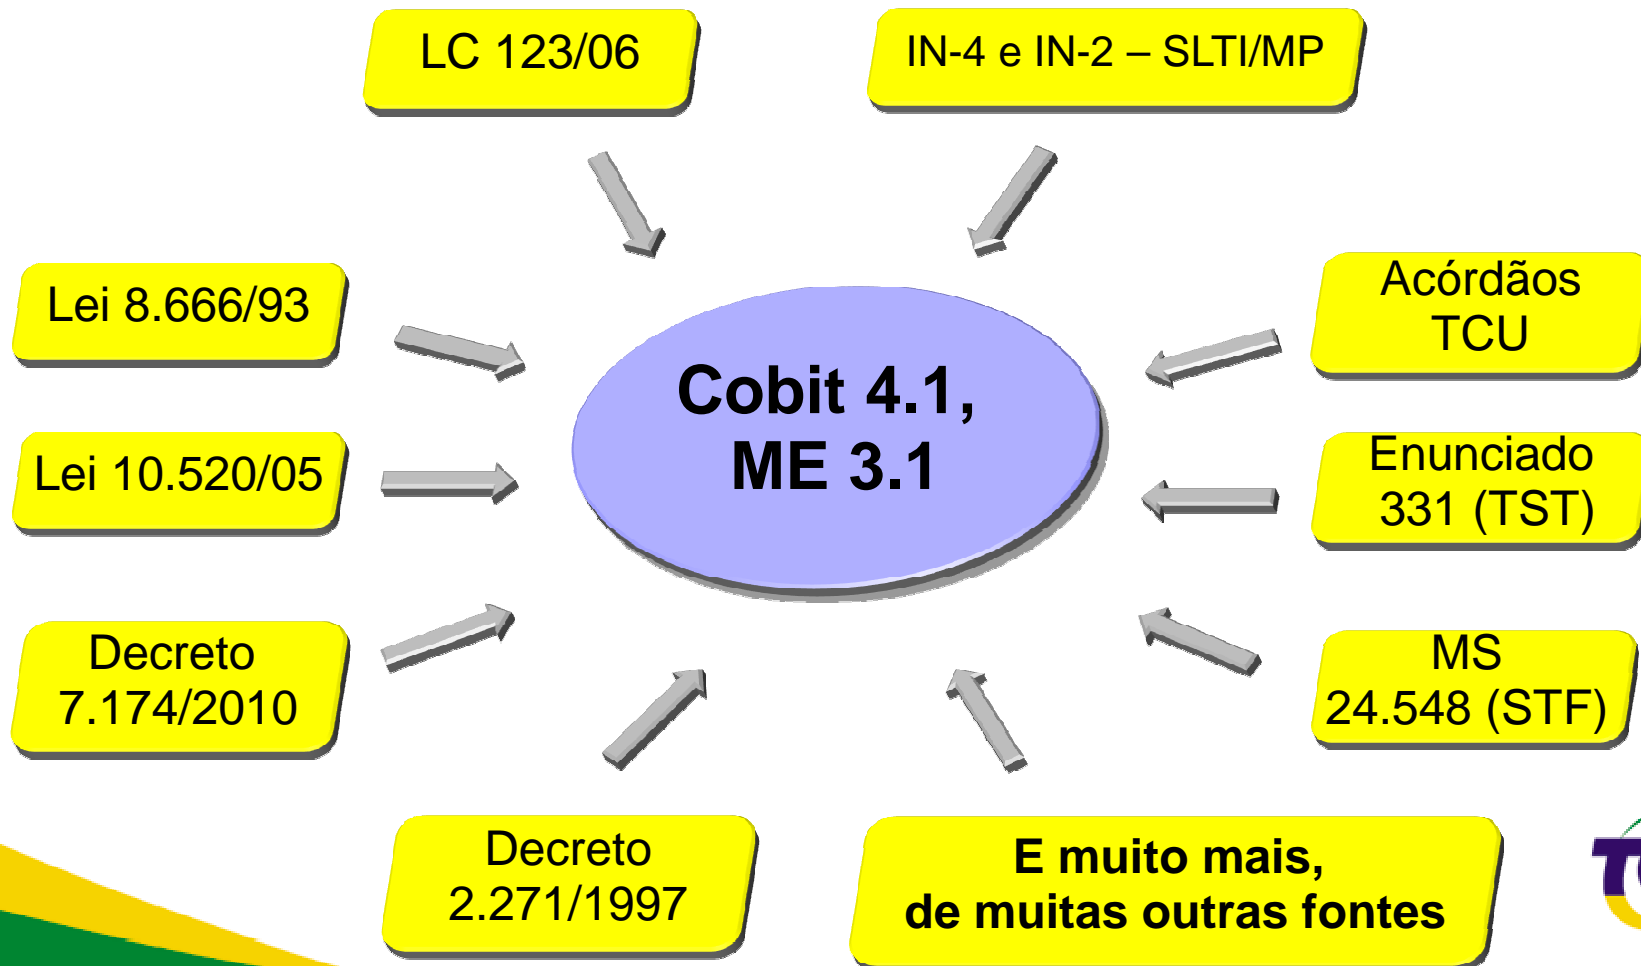 LC 123/06
IN-4 e IN-2 – SLTI/MP
Lei 8.666/93
Acórdãos
TCU
Cobit 4.1,
ME 3.1
Lei 10.520/05
Enunciado
331 (TST)
Decreto
7.174/2010
MS
24.548 (STF)
Decreto
2.271/1997
E muito mais,
de muitas outras fontes